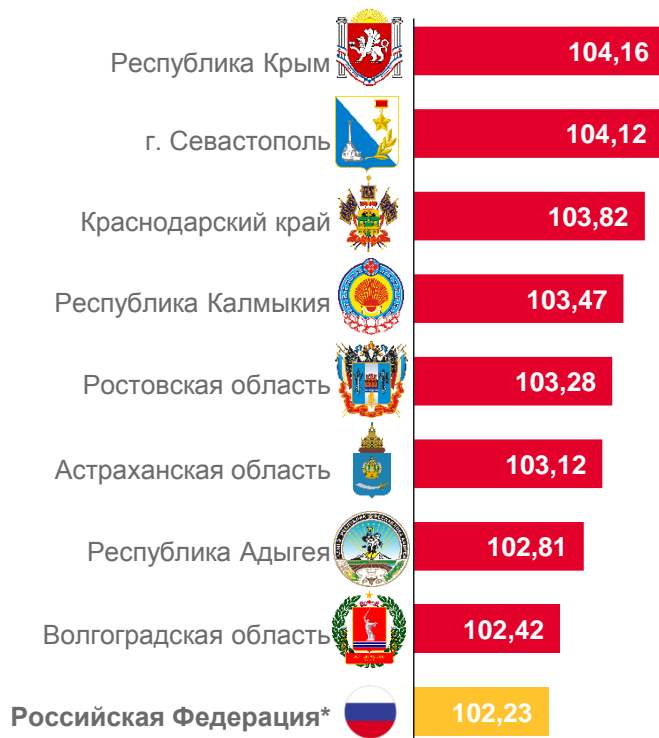 Республика Крым 104,16
г. Севастополь 104,12
Краснодарский край 103,82
Республика Калмыкия 103,47
Ростовская область 103,28
Астраханская область 103,12
Республика Адыгея 102,81
Волгоградская область 102,42
Российская Федерация* 102,23